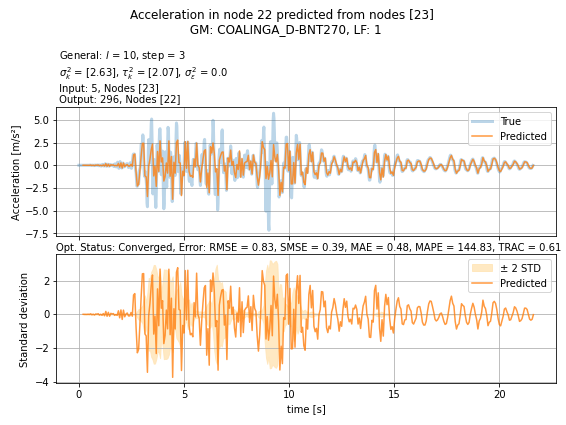 Acceleration in node 22 predicted from nodes [23]
GM: COALINGA_D-BNT270, LF: 1
General: l = 10, step = 3
σ²ₖ = [2.63], τ²ₖ = [2.07], σ²ε = 0.0
Input: 5, Nodes [23]
Output: 296, Nodes [22]
Acceleration [m/s²]
5.0
2.5
0.0
−2.5
−5.0
−7.5
True
Predicted
Opt. Status: Converged, Error: RMSE = 0.83, SMSE = 0.39, MAE = 0.48, MAPE = 144.83, TRAC = 0.61
Standard deviation
2
0
−2
−4
± 2 STD
Predicted
0 5 10 15 20
time [s]